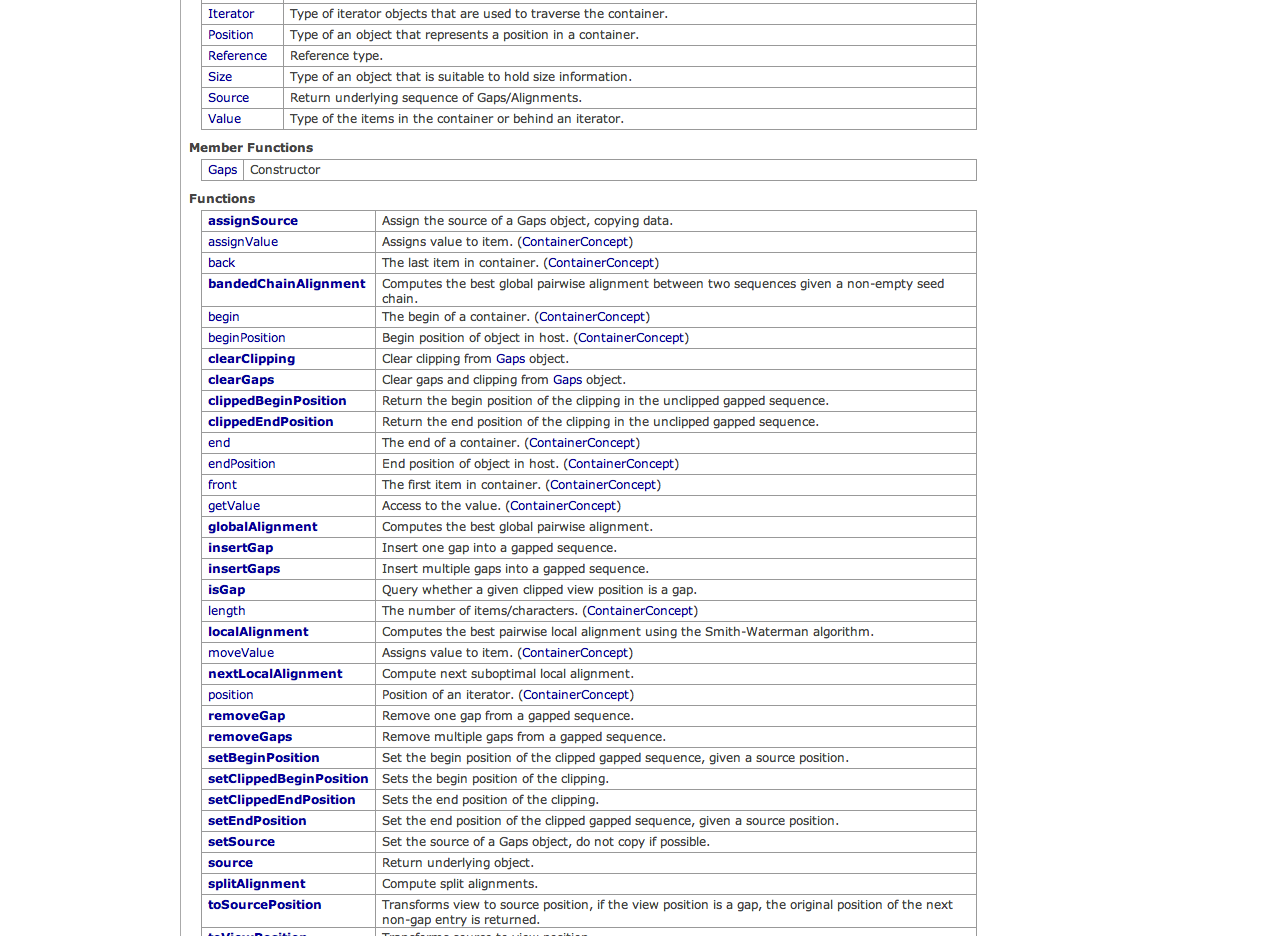 Iterator Type of iterator objects that are used to traverse the container.
Position Type of an object that represents a position in a container.
Reference Reference type.
Size Type of an object that is suitable to hold size information.
Source Return underlying sequence of Gaps/Alignments.
Value Type of the items in the container or behind an iterator.
Member Functions
Gaps Constructor
Functions
assignSource Assign the source of a Gaps object, copying data.
assignValue Assigns value to item. (ContainerConcept)
back The last item in container. (ContainerConcept)
bandedChainAlignment Computes the best global pairwise alignment between two sequences given a non-empty seed
chain.
begin The begin of a container. (ContainerConcept)
beginPosition Begin position of object in host. (ContainerConcept)
clearClipping Clear clipping from Gaps object.
clearGaps Clear gaps and clipping from Gaps object.
clippedBeginPosition Return the begin position of the clipping in the unclipped gapped sequence.
clippedEndPosition Return the end position of the clipping in the unclipped gapped sequence.
end The end of a container. (ContainerConcept)
endPosition End position of object in host. (ContainerConcept)
front The first item in container. (ContainerConcept)
getValue Access to the value. (ContainerConcept)
globalAlignment Computes the best global pairwise alignment.
insertGap Insert one gap into a gapped sequence.
insertGaps Insert multiple gaps into a gapped sequence.
isGap Query whether a given clipped view position is a gap.
length The number of items/characters. (ContainerConcept)
localAlignment Computes the best pairwise local alignment using the Smith-Waterman algorithm.
moveValue Assigns value to item. (ContainerConcept)
nextLocalAlignment Compute next suboptimal local alignment.
position Position of an iterator. (ContainerConcept)
removeGap Remove one gap from a gapped sequence.
removeGaps Remove multiple gaps from a gapped sequence.
setBeginPosition Set the begin position of the clipped gapped sequence, given a source position.
setClippedBeginPosition Sets the begin position of the clipping.
setClippedEndPosition Sets the end position of the clipping.
setEndPosition Set the end position of the clipped gapped sequence, given a source position.
setSource Set the source of a Gaps object, do not copy if possible.
source Return underlying object.
splitAlignment Compute split alignments.
toSourcePosition Transforms view to source position, if the view position is a gap, the original position of the next
non-gap entry is returned.
toViewPosition Transforms source to view position.